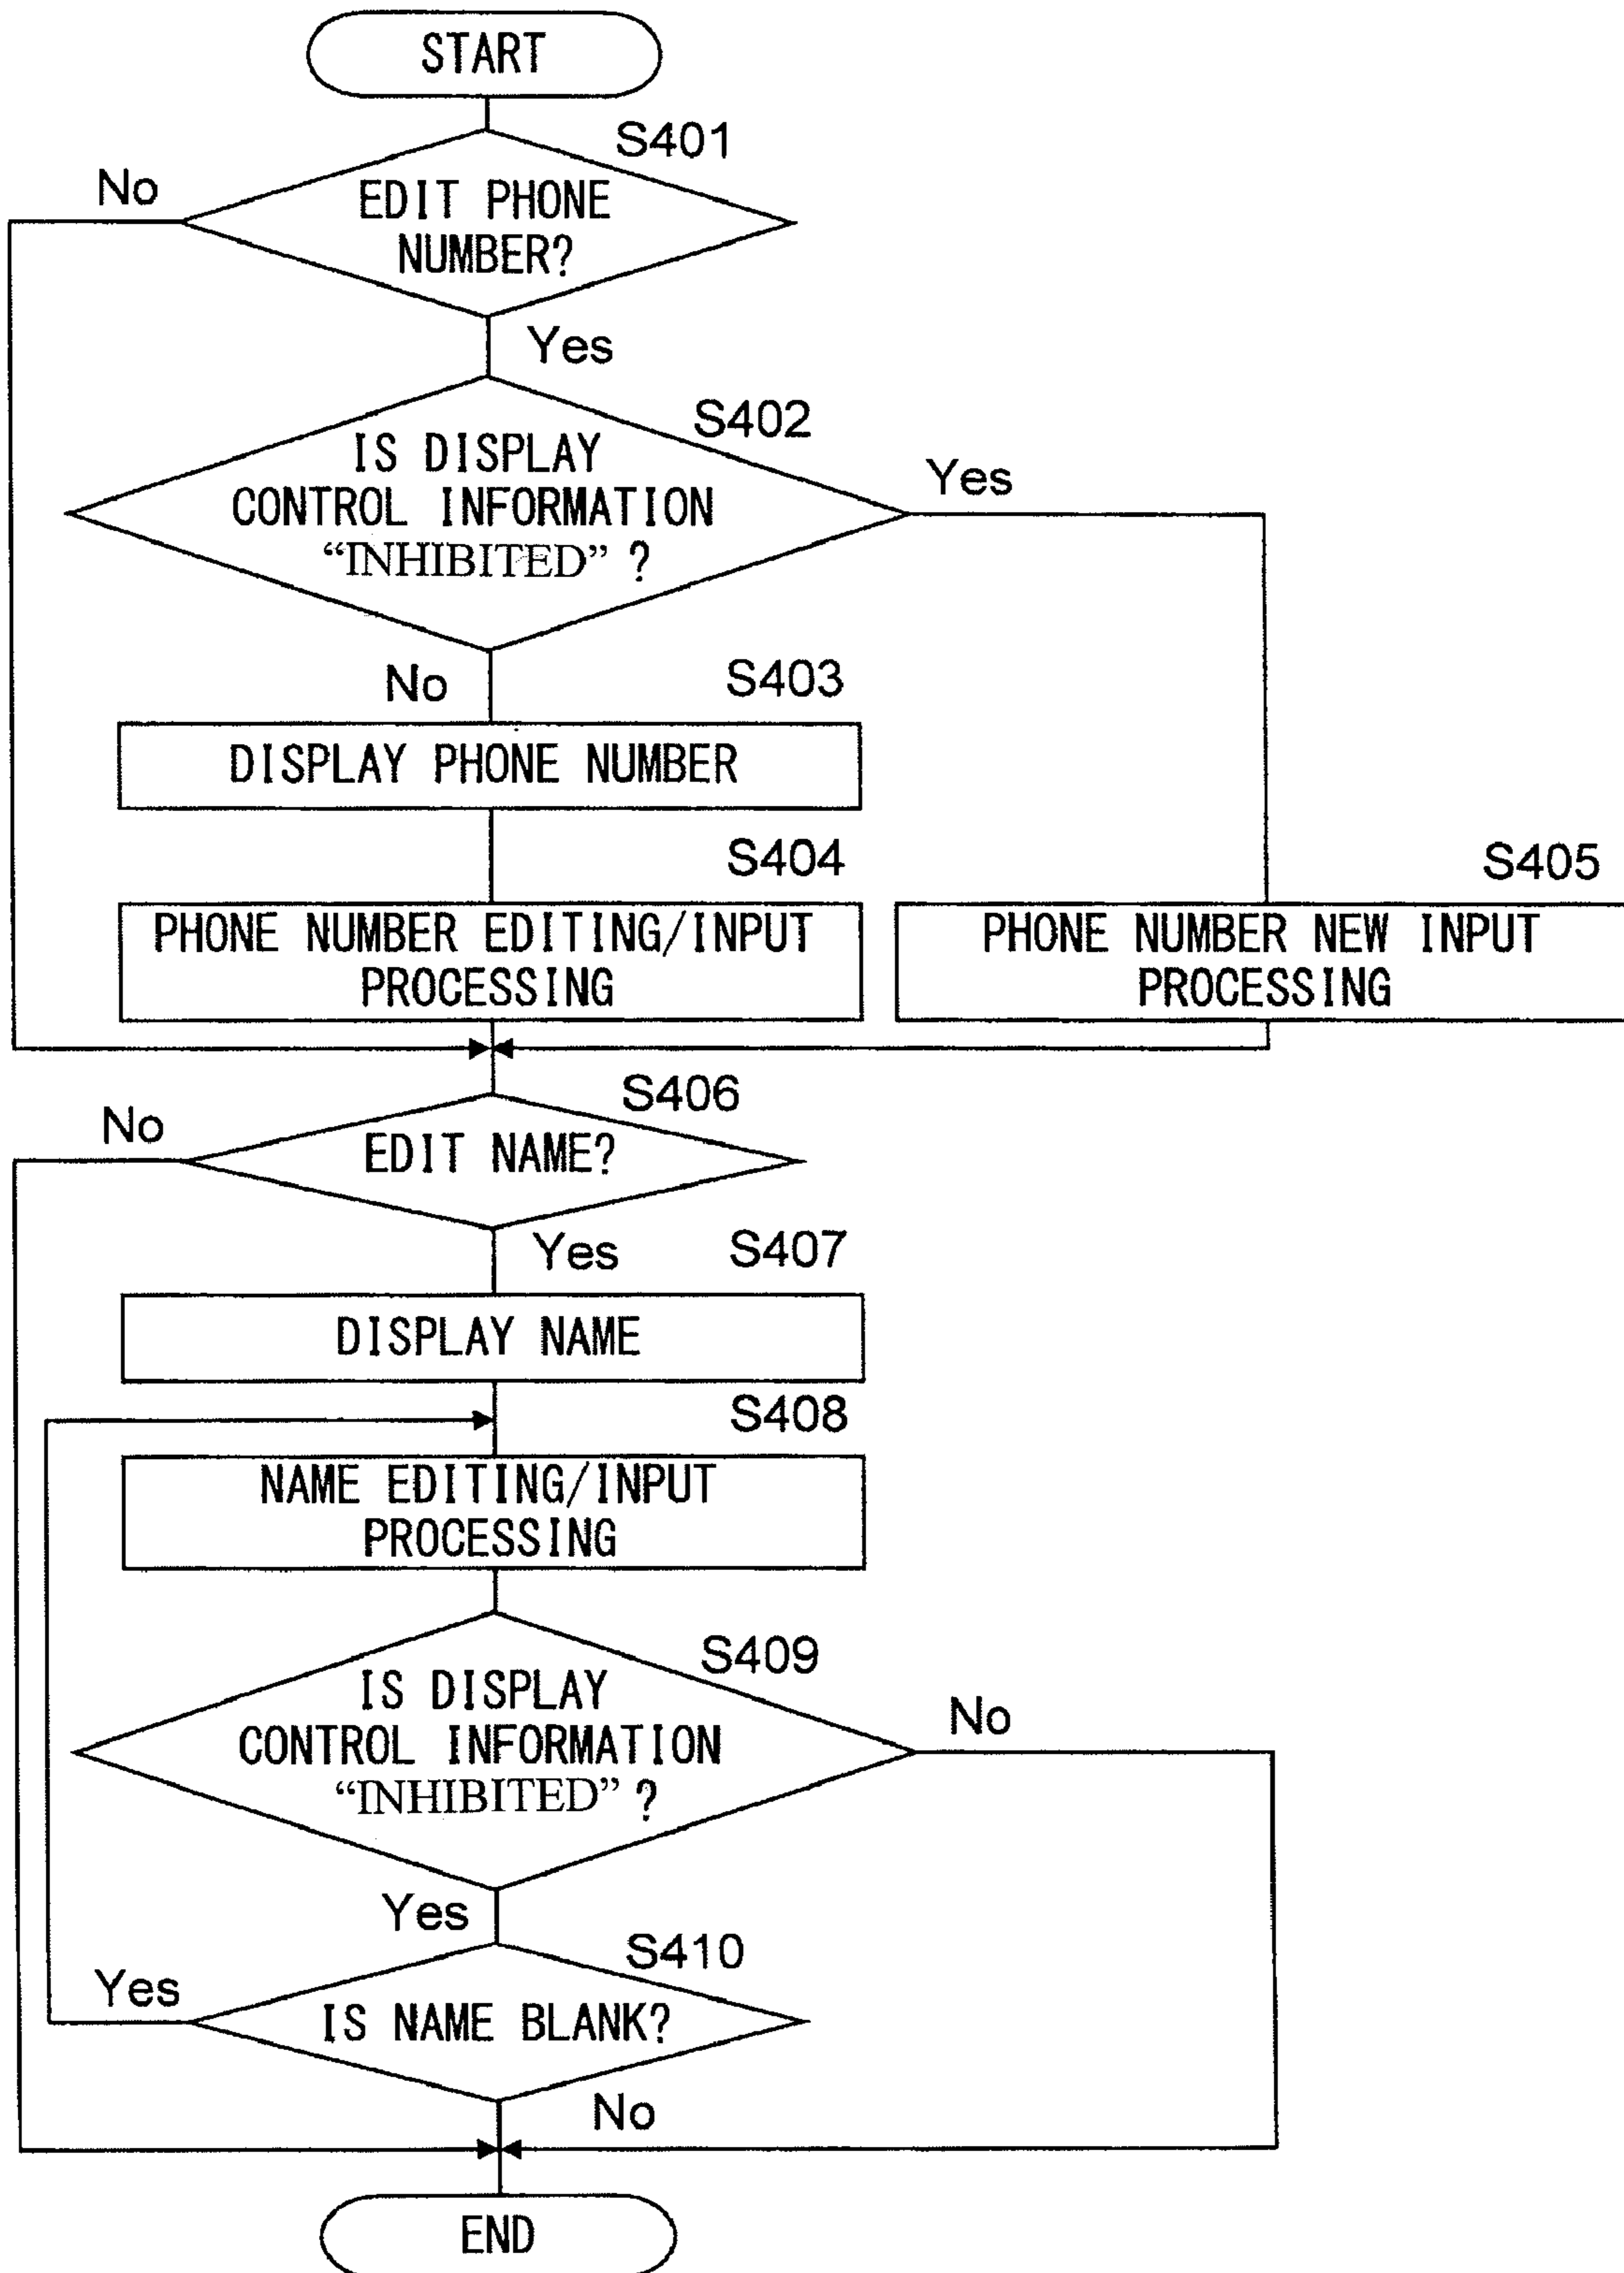 START
S401
No
EDIT PHONE
NUMBER?
Yes
S402
IS DISPLAY
CONTROL INFORMATION
“INHIBITED” ?
Yes
No
S403
DISPLAY PHONE NUMBER
S404
S405
PHONE NUMBER EDITING/INPUT
PROCESSING
PHONE NUMBER NEW INPUT
PROCESSING
S406
No
EDIT NAME?
Yes
S407
DISPLAY NAME
S408
NAME EDITING/INPUT
PROCESSING
S409
IS DISPLAY
CONTROL INFORMATION
“INHIBITED” ?
No
Yes
S410
Yes
IS NAME BLANK?
No
END